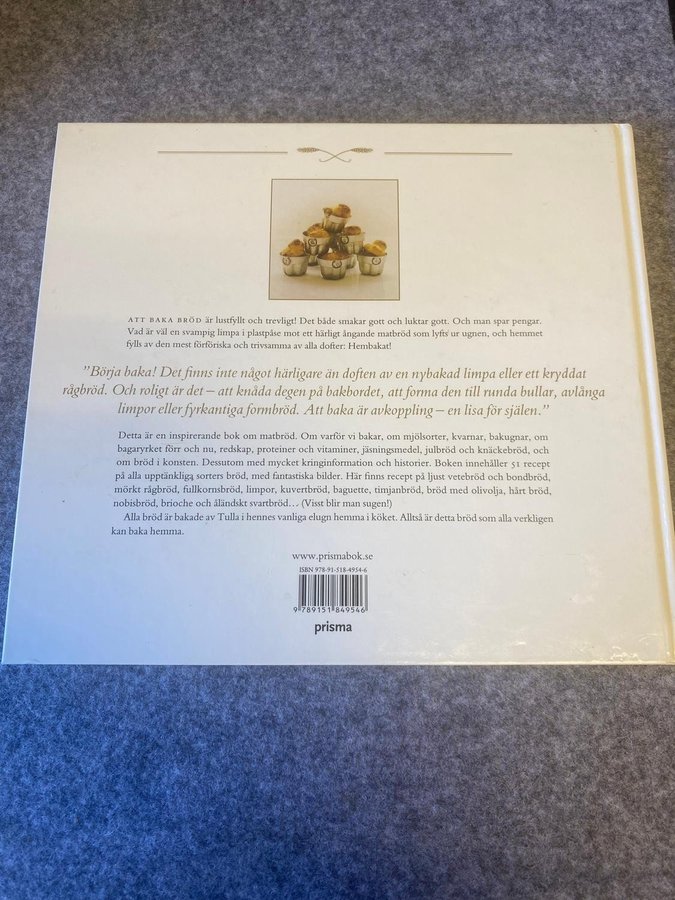 ATT BAKA BRÖD är lustfyllt och trevligt! Det både smakar gott och luktar gott. Och man spar pengar.
Vad är väl en svampig limpa i plastpåse mot ett härligt ångande matbröd som lyfts ur ugnen, och hemmet
fylls av den mest förföriska och trivsamma av alla dofter: Hembakat!
”Börja baka! Det finns inte något härligare än doften av en nybakad limpa eller ett kryddat
rågbröd. Och roligt är det – att knåda degen på bakbordet, att forma den till runda bullar, avlånga
limpor eller fyrkantiga formbröd. Att baka är avkoppling – en lisa för själen.”
Detta är en inspirerande bok om matbröd. Om varför vi bakar, om mjölsorter, kvarnar, bakugnar, om
bagaryrket förr och nu, redskap, proteiner och vitaminer, jäsningsmedel, julbröd och knäckebröd, och
om bröd i konsten. Dessutom med mycket kringinformation och historier. Boken innehåller 51 recept
på alla upptänkliga sorters bröd, med fantastiska bilder. Här finns recept på ljust vetebröd och bondbröd,
mörkt rågbröd, fullkornsbröd, limpor, kuvertbröd, baguette, timjanbröd, bröd med olivolja, hårt bröd,
nobisbröd, brioche och åländskt svartbröd… (Visst blir man sugen!)
Alla bröd är bakade av Tulla i hennes vanliga elugn hemma i köket. Alltså är detta bröd som alla verkligen
kan baka hemma.
www.prismabok.se
ISBN 978-91-518-4954-6
9 789151 849546
prisma